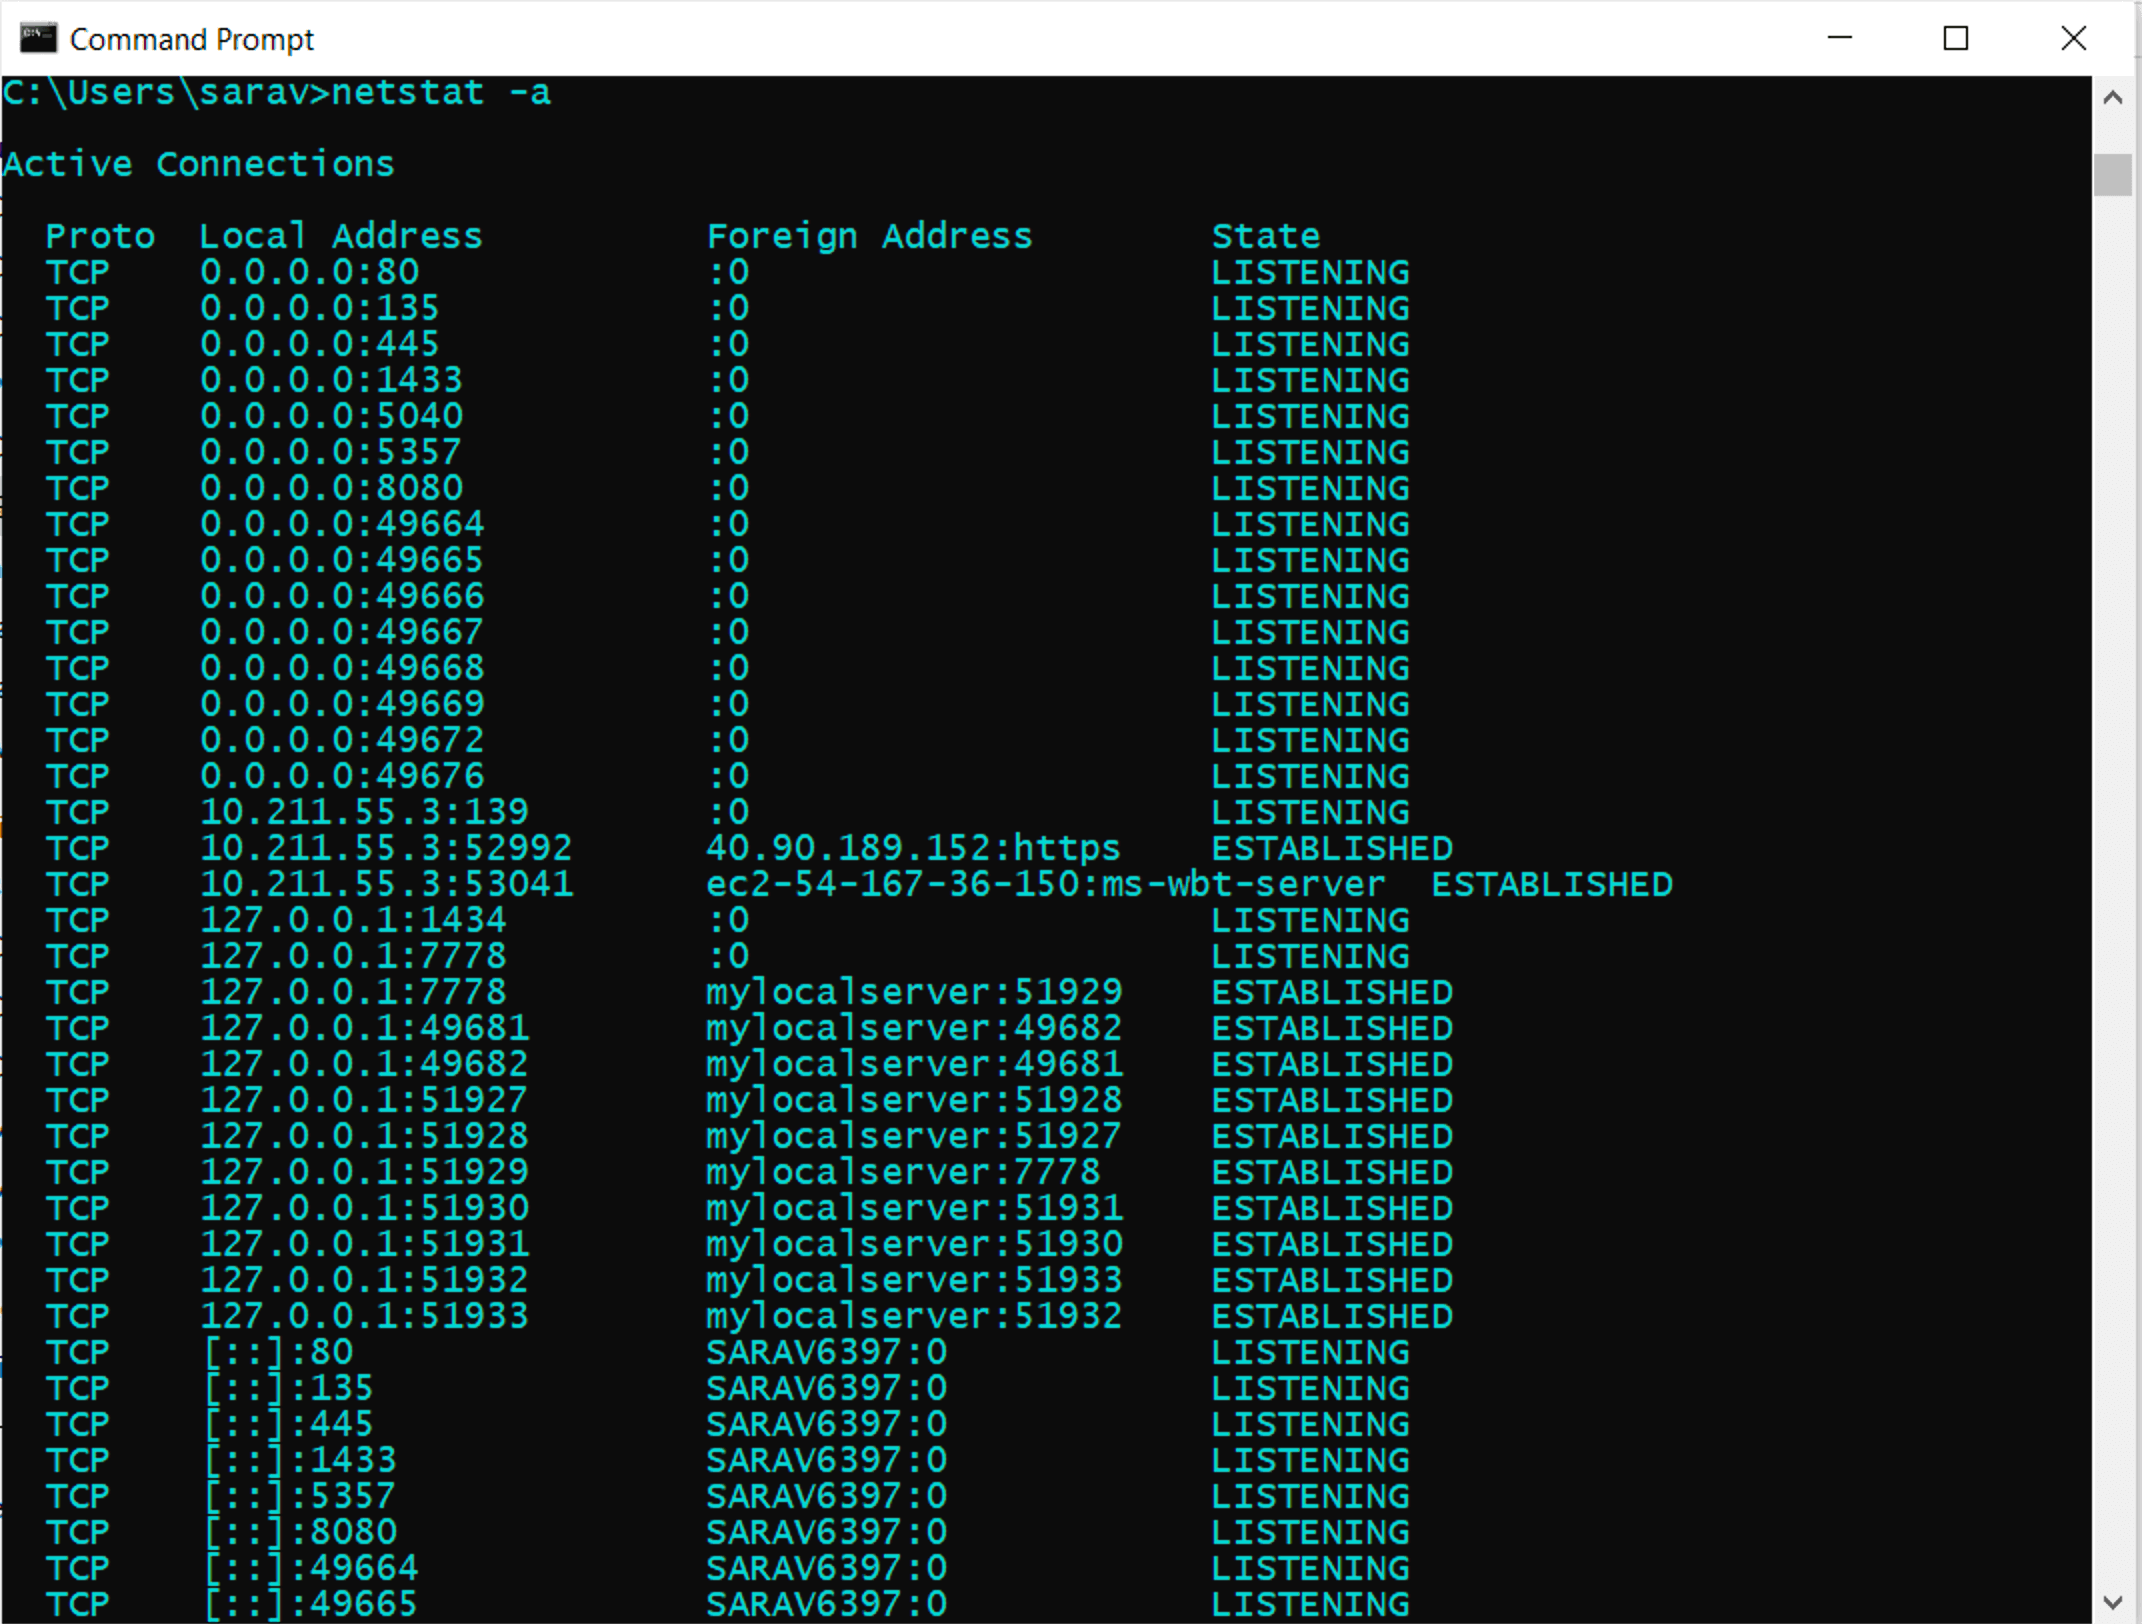 Command Prompt
C:\Users\sarav>netstat -a
Active Connections
Proto  Local Address          Foreign Address        State
TCP    0.0.0.0:80             :0                     LISTENING
TCP    0.0.0.0:135            :0                     LISTENING
TCP    0.0.0.0:445            :0                     LISTENING
TCP    0.0.0.0:1433           :0                     LISTENING
TCP    0.0.0.0:5040           :0                     LISTENING
TCP    0.0.0.0:5357           :0                     LISTENING
TCP    0.0.0.0:8080           :0                     LISTENING
TCP    0.0.0.0:49664          :0                     LISTENING
TCP    0.0.0.0:49665          :0                     LISTENING
TCP    0.0.0.0:49666          :0                     LISTENING
TCP    0.0.0.0:49667          :0                     LISTENING
TCP    0.0.0.0:49668          :0                     LISTENING
TCP    0.0.0.0:49669          :0                     LISTENING
TCP    0.0.0.0:49672          :0                     LISTENING
TCP    0.0.0.0:49676          :0                     LISTENING
TCP    10.211.55.3:139        :0                     LISTENING
TCP    10.211.55.3:52992      40.90.189.152:https    ESTABLISHED
TCP    10.211.55.3:53041      ec2-54-167-36-150:ms-wbt-server  ESTABLISHED
TCP    127.0.0.1:1434         :0                     LISTENING
TCP    127.0.0.1:7778         :0                     LISTENING
TCP    127.0.0.1:7778         mylocalserver:51929    ESTABLISHED
TCP    127.0.0.1:49681        mylocalserver:49682    ESTABLISHED
TCP    127.0.0.1:49682        mylocalserver:49681    ESTABLISHED
TCP    127.0.0.1:51927        mylocalserver:51928    ESTABLISHED
TCP    127.0.0.1:51928        mylocalserver:51927    ESTABLISHED
TCP    127.0.0.1:51929        mylocalserver:7778     ESTABLISHED
TCP    127.0.0.1:51930        mylocalserver:51931    ESTABLISHED
TCP    127.0.0.1:51931        mylocalserver:51930    ESTABLISHED
TCP    127.0.0.1:51932        mylocalserver:51933    ESTABLISHED
TCP    127.0.0.1:51933        mylocalserver:51932    ESTABLISHED
TCP    [::]:80                SARAV6397:0            LISTENING
TCP    [::]:135               SARAV6397:0            LISTENING
TCP    [::]:445               SARAV6397:0            LISTENING
TCP    [::]:1433              SARAV6397:0            LISTENING
TCP    [::]:5357              SARAV6397:0            LISTENING
TCP    [::]:8080              SARAV6397:0            LISTENING
TCP    [::]:49664             SARAV6397:0            LISTENING
TCP    [::]:49665             SARAV6397:0            LISTENING